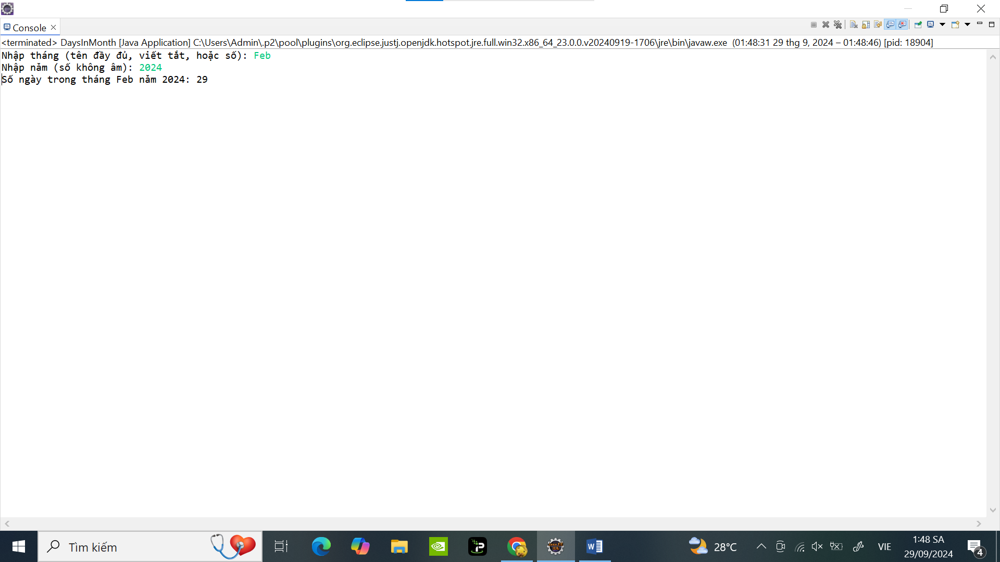 Console
<terminated> DaysInMonth [Java Application] C:\Users\Admin\.p2\pool\plugins\org.eclipse.justj.openjdk.hotspot.jre.full.win32.x86_64_23.0.0.v20240919-1706\jre\bin\javaw.exe (01:48:31 29 thg 9, 2024 – 01:48:46) [pid: 18904]
Nhập tháng (tên đầy đủ, viết tắt, hoặc số): Feb
Nhập năm (số không âm): 2024
Số ngày trong tháng Feb năm 2024: 29
Tìm kiếm
28°C
VIE
1:48 SA
29/09/2024
4